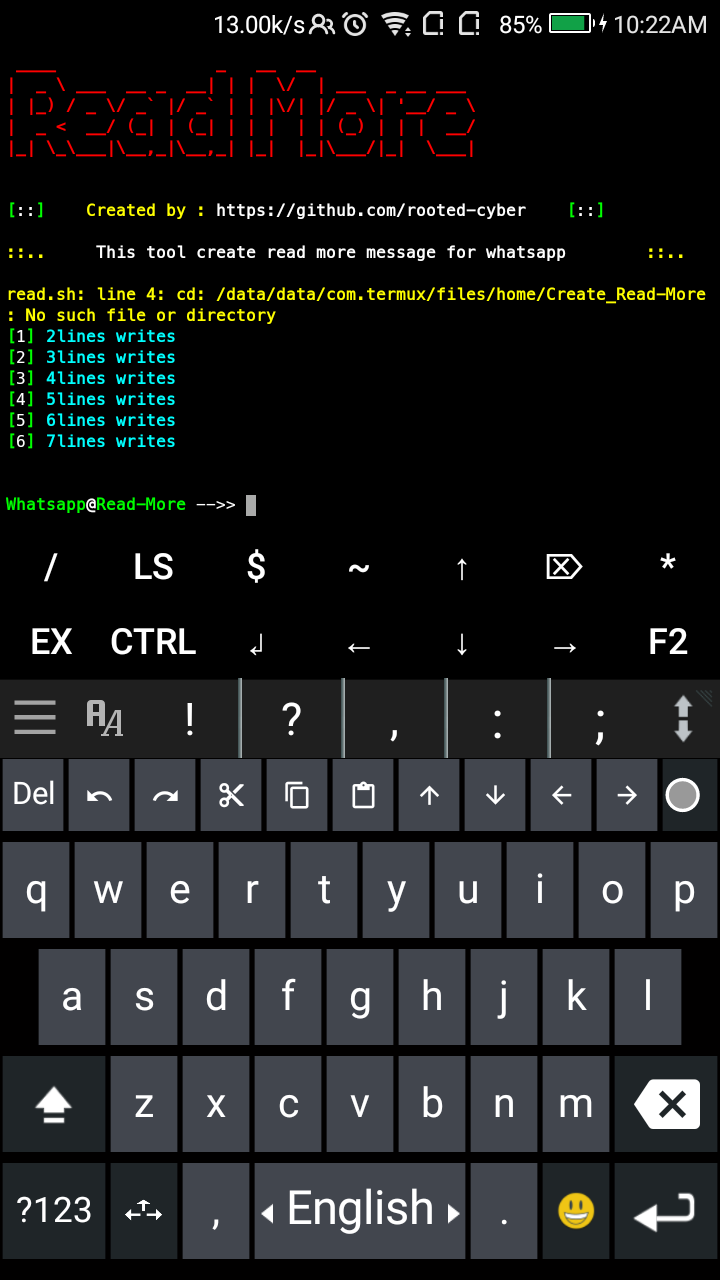 13.00k/s 85% 10:22AM
Read More
[::] Created by : https://github.com/rooted-cyber [::]
::.. This tool create read more message for whatsapp ::..
read.sh: line 4: cd: /data/data/com.termux/files/home/Create_Read-More
: No such file or directory
[1] 2lines writes
[2] 3lines writes
[3] 4lines writes
[4] 5lines writes
[5] 6lines writes
[6] 7lines writes
Whatsapp@Read-More -->>
/ LS $ ~ ↑ ⌦ *
EX CTRL ↲ ← ↓ → F2
AA ! ? , : ;
Del ↑ ↓ ← →
q w e r t y u i o p
a s d f g h j k l
z x c v b n m
?123 , English .